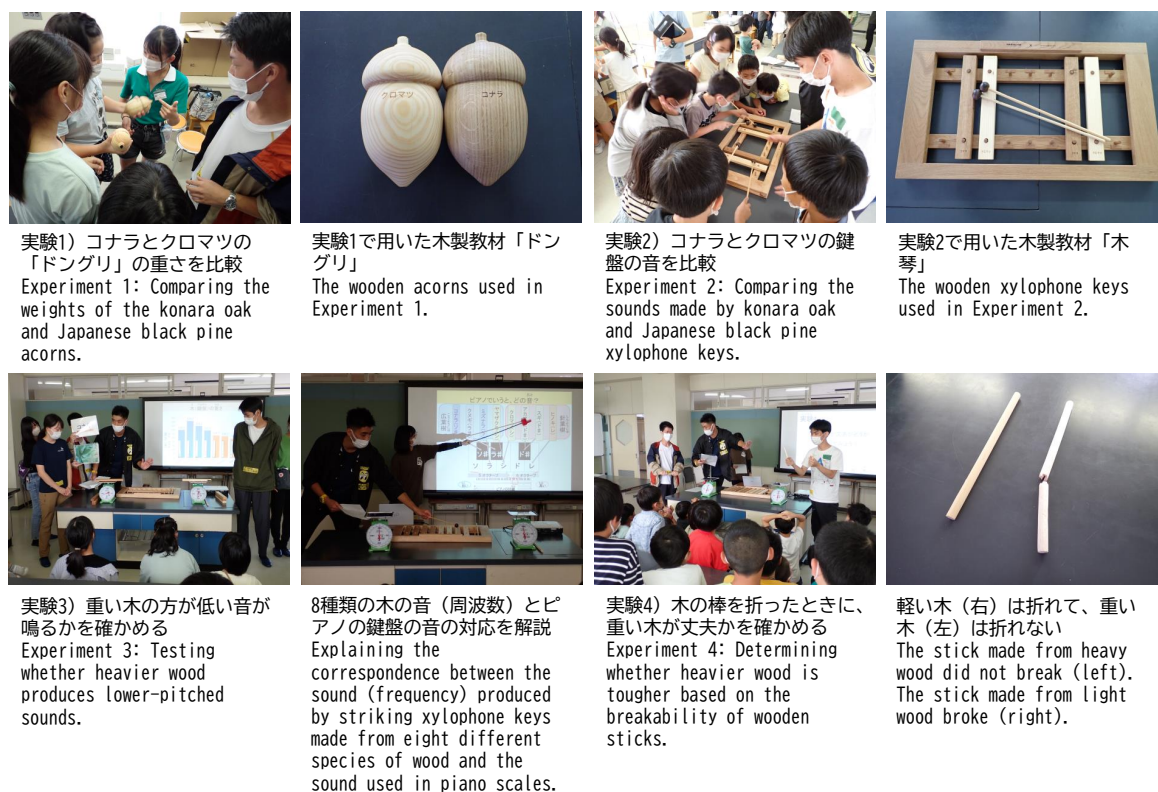 クロマツ
コナラ
実験1) コナラとクロマツの
「ドングリ」の重さを比較
Experiment 1: Comparing the
weights of the konara oak
and Japanese black pine
acorns.
実験1で用いた木製教材「ドン
グリ」
The wooden acorns used in
Experiment 1.
実験2) コナラとクロマツの鍵
盤の音を比較
Experiment 2: Comparing the
sounds made by konara oak
and Japanese black pine
xylophone keys.
実験2で用いた木製教材「木
琴」
The wooden xylophone keys
used in Experiment 2.
ピアノでいうと、どの音?
ソ# ラ# ド#
ソ ラ シ ド レ
実験3) 重い木の方が低い音が
鳴るかを確かめる
Experiment 3: Testing
whether heavier wood
produces lower-pitched
sounds.
8種類の木の音(周波数)とピ
アノの鍵盤の音の対応を解説
Explaining the
correspondence between the
sound (frequency) produced
by striking xylophone keys
made from eight different
species of wood and the
sound used in piano scales.
実験4) 木の棒を折ったときに、
重い木が丈夫かを確かめる
Experiment 4: Determining
whether heavier wood is
tougher based on the
breakability of wooden
sticks.
軽い木(右)は折れて、重い
木(左)は折れない
The stick made from heavy
wood did not break (left).
The stick made from light
wood broke (right).